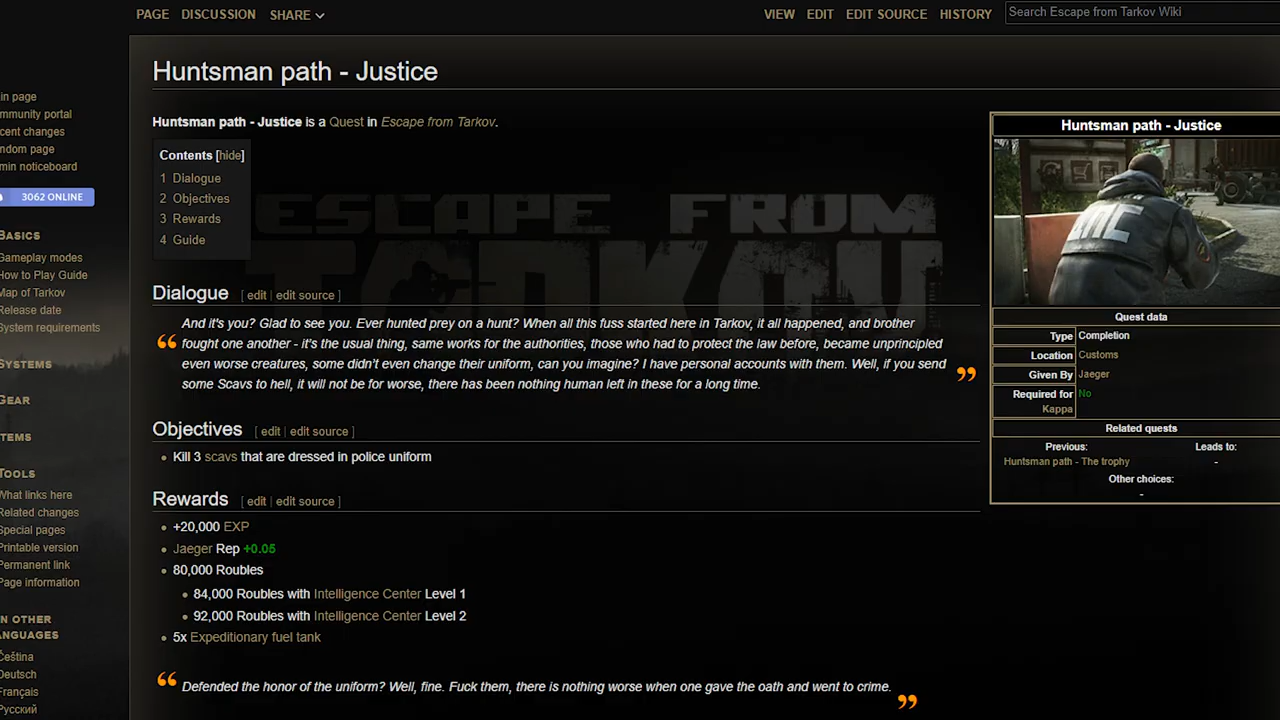 PAGE DISCUSSION SHARE VIEW EDIT EDIT SOURCE HISTORY Search Escape from Tarkov Wiki
Huntsman path - Justice
Huntsman path - Justice is a Quest in Escape from Tarkov.
Contents [hide]
1 Dialogue
2 Objectives
3 Rewards
4 Guide
in page
mmunity portal
cent changes
ndom page
min noticeboard
3062 ONLINE
BASICS
Gameplay modes
How to Play Guide
Map of Tarkov
Release date
System requirements
SYSTEMS
GEAR
TEMS
TOOLS
What links here
Related changes
Special pages
Printable version
Permanent link
Page information
N OTHER
ANGUAGES
Čeština
Deutsch
Français
Русский
ESCAPE FROM
TARKOV
Dialogue [ edit | edit source ]
“ And it's you? Glad to see you. Ever hunted prey on a hunt? When all this fuss started here in Tarkov, it all happened, and brother
fought one another - it's the usual thing, same works for the authorities, those who had to protect the law before, became unprincipled
even worse creatures, some didn't even change their uniform, can you imagine? I have personal accounts with them. Well, if you send
some Scavs to hell, it will not be for worse, there has been nothing human left in these for a long time. ”
Objectives [ edit | edit source ]
• Kill 3 scavs that are dressed in police uniform
Rewards [ edit | edit source ]
• +20,000 EXP
• Jaeger Rep +0.05
• 80,000 Roubles
• 84,000 Roubles with Intelligence Center Level 1
• 92,000 Roubles with Intelligence Center Level 2
• 5x Expeditionary fuel tank
“ Defended the honor of the uniform? Well, fine. Fuck them, there is nothing worse when one gave the oath and went to crime. ”
Huntsman path - Justice
ДПС
Quest data
Type Completion
Location Customs
Given By Jaeger
Required for No
Kappa
Related quests
Previous: Leads to:
Huntsman path - The trophy -
Other choices:
-